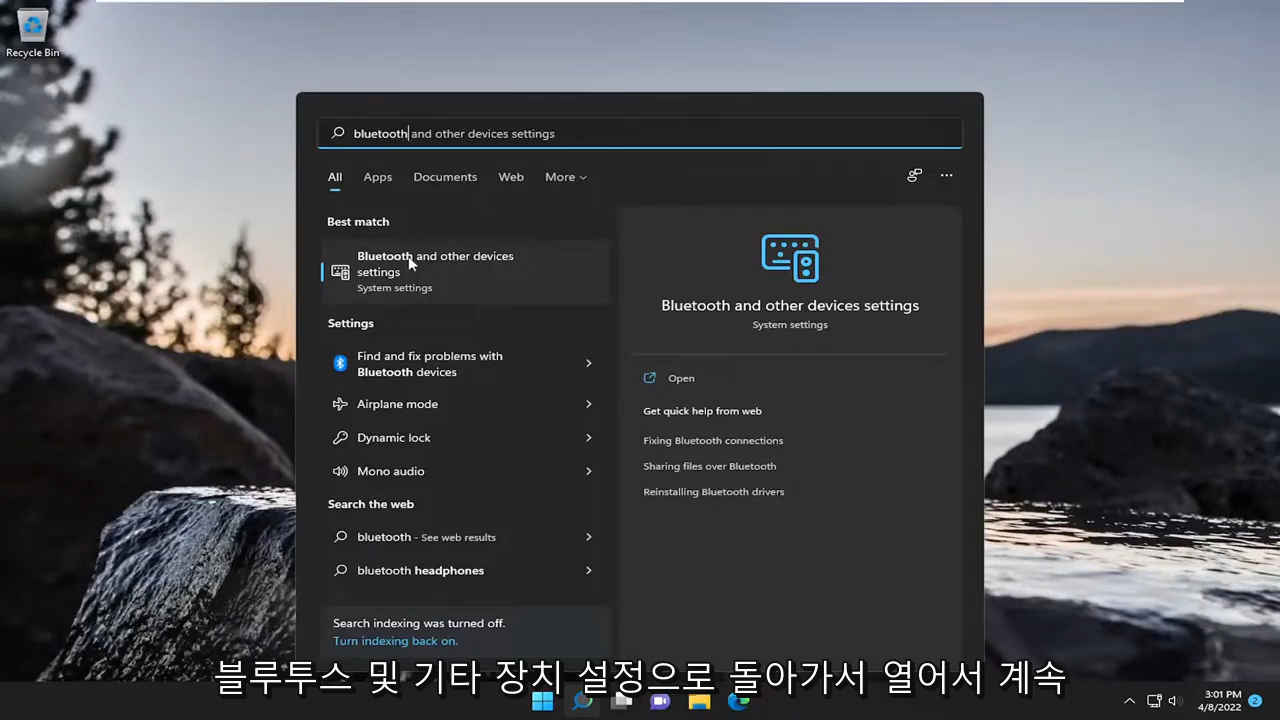 Recycle Bin
bluetooth and other devices settings
All Apps Documents Web More
Best match
Bluetooth and other devices
settings
System settings
Settings
Find and fix problems with
Bluetooth devices
Airplane mode
Dynamic lock
Mono audio
Search the web
bluetooth - See web results
bluetooth headphones
Search indexing was turned off.
Turn indexing back on.
Bluetooth and other devices settings
System settings
Open
Get quick help from web
Fixing Bluetooth connections
Sharing files over Bluetooth
Reinstalling Bluetooth drivers
블루투스 및 기타 장치 설정으로 돌아가서 열어서 계속
3:01 PM
4/8/2022
2